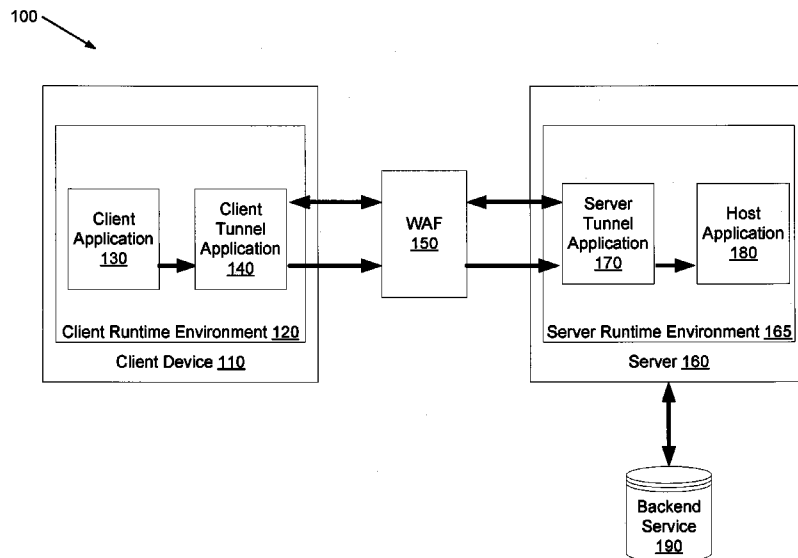 100
Client
Application
130
Client
Tunnel
Application
140
Client Runtime Environment 120
Client Device 110
WAF
150
Server
Tunnel
Application
170
Host
Application
180
Server Runtime Environment 165
Server 160
Backend
Service
190